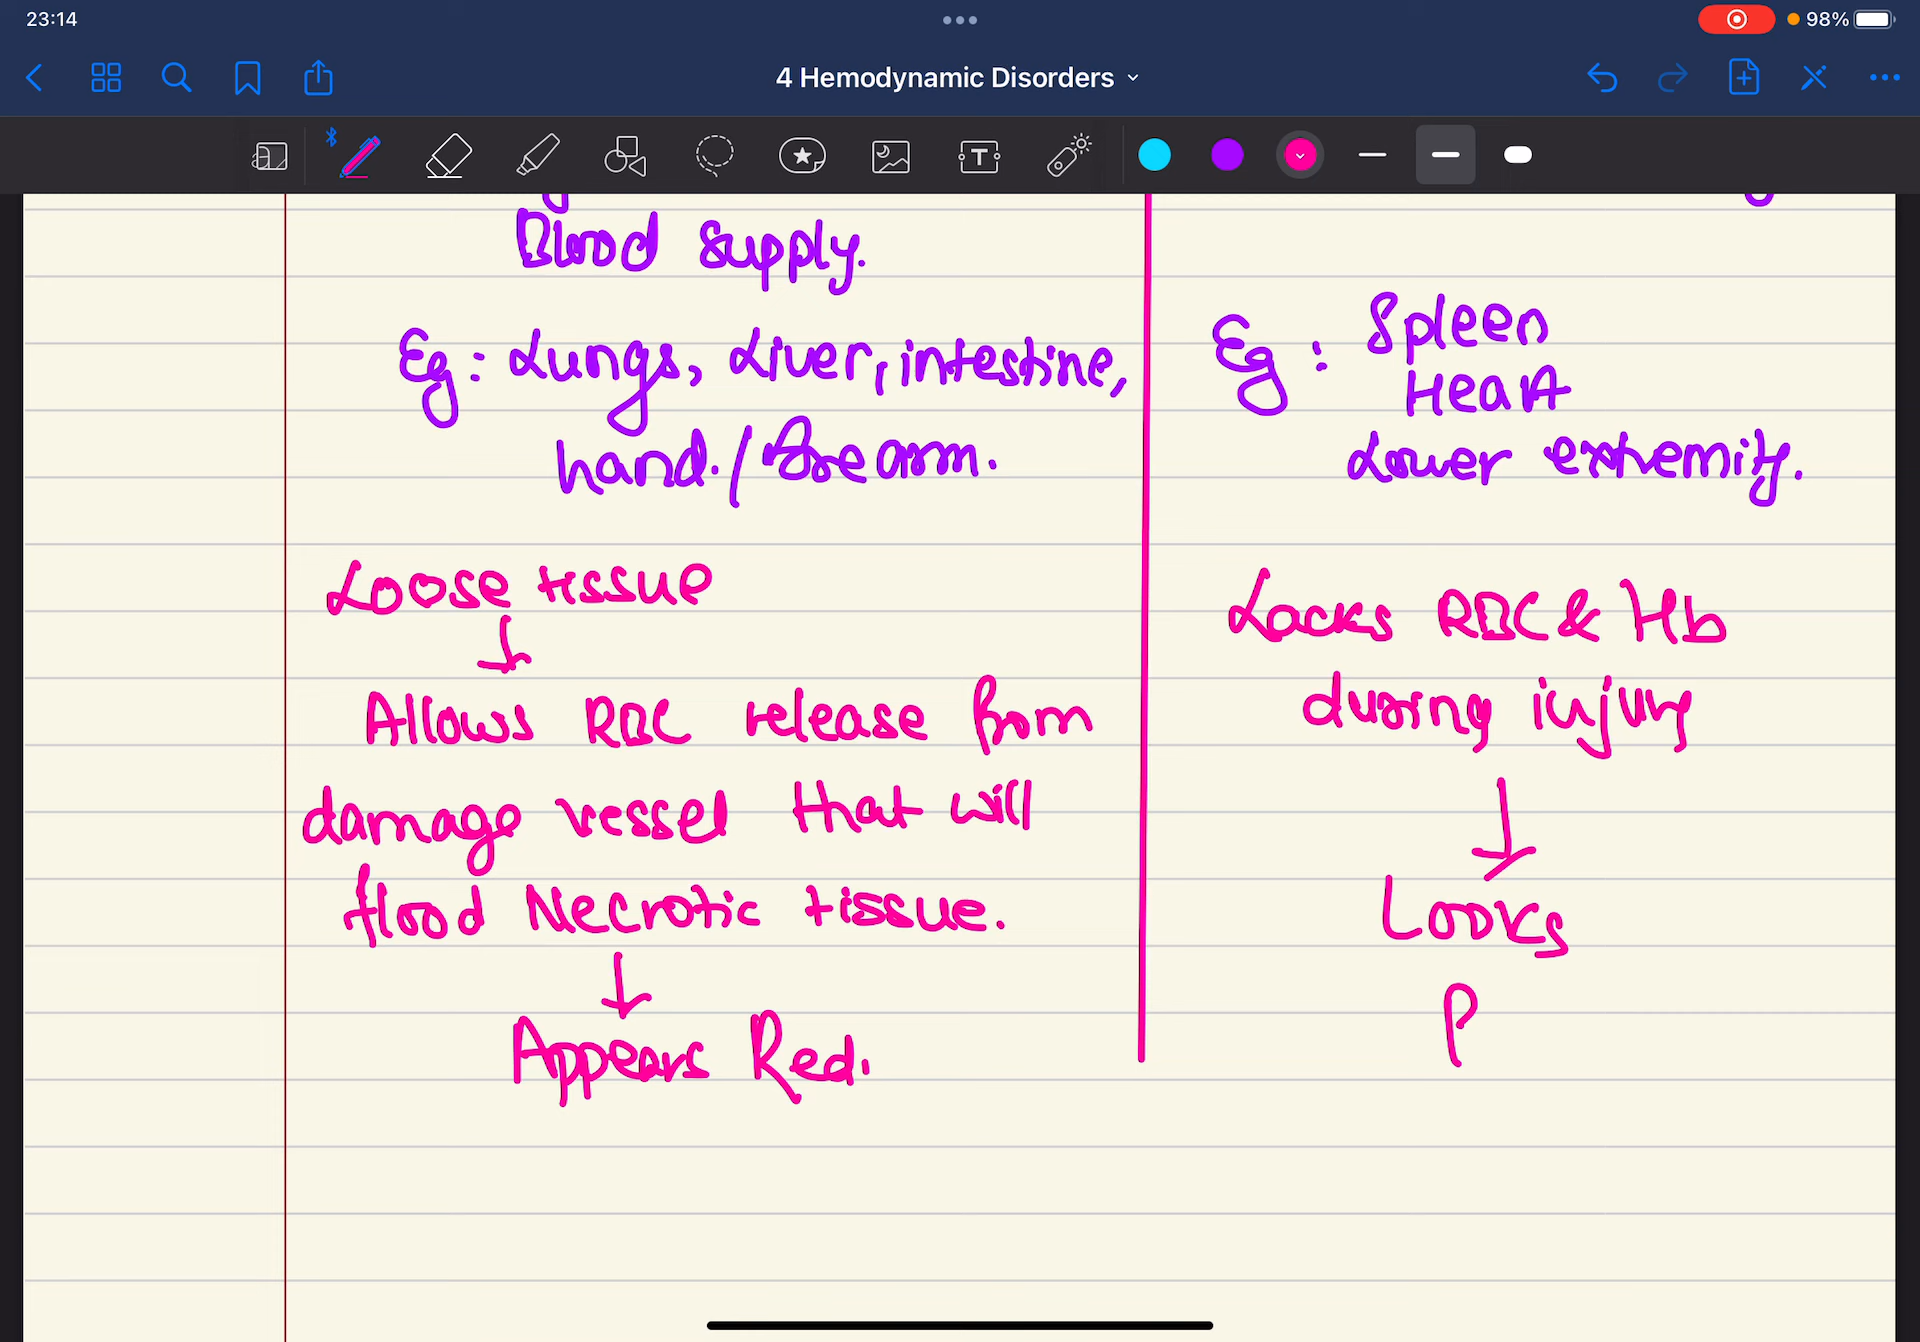 23:14
98%
4 Hemodynamic Disorders
Blood supply.
Eg: Lungs, Liver, intestine,
hand./forearm.
Loose tissue
Allows RBC release from
damage vessel that will
flood Necrotic tissue.
Appears Red.
Eg: Spleen
Heart
Lower extremity.
Lacks RBC & Hb
during injury
Looks
P